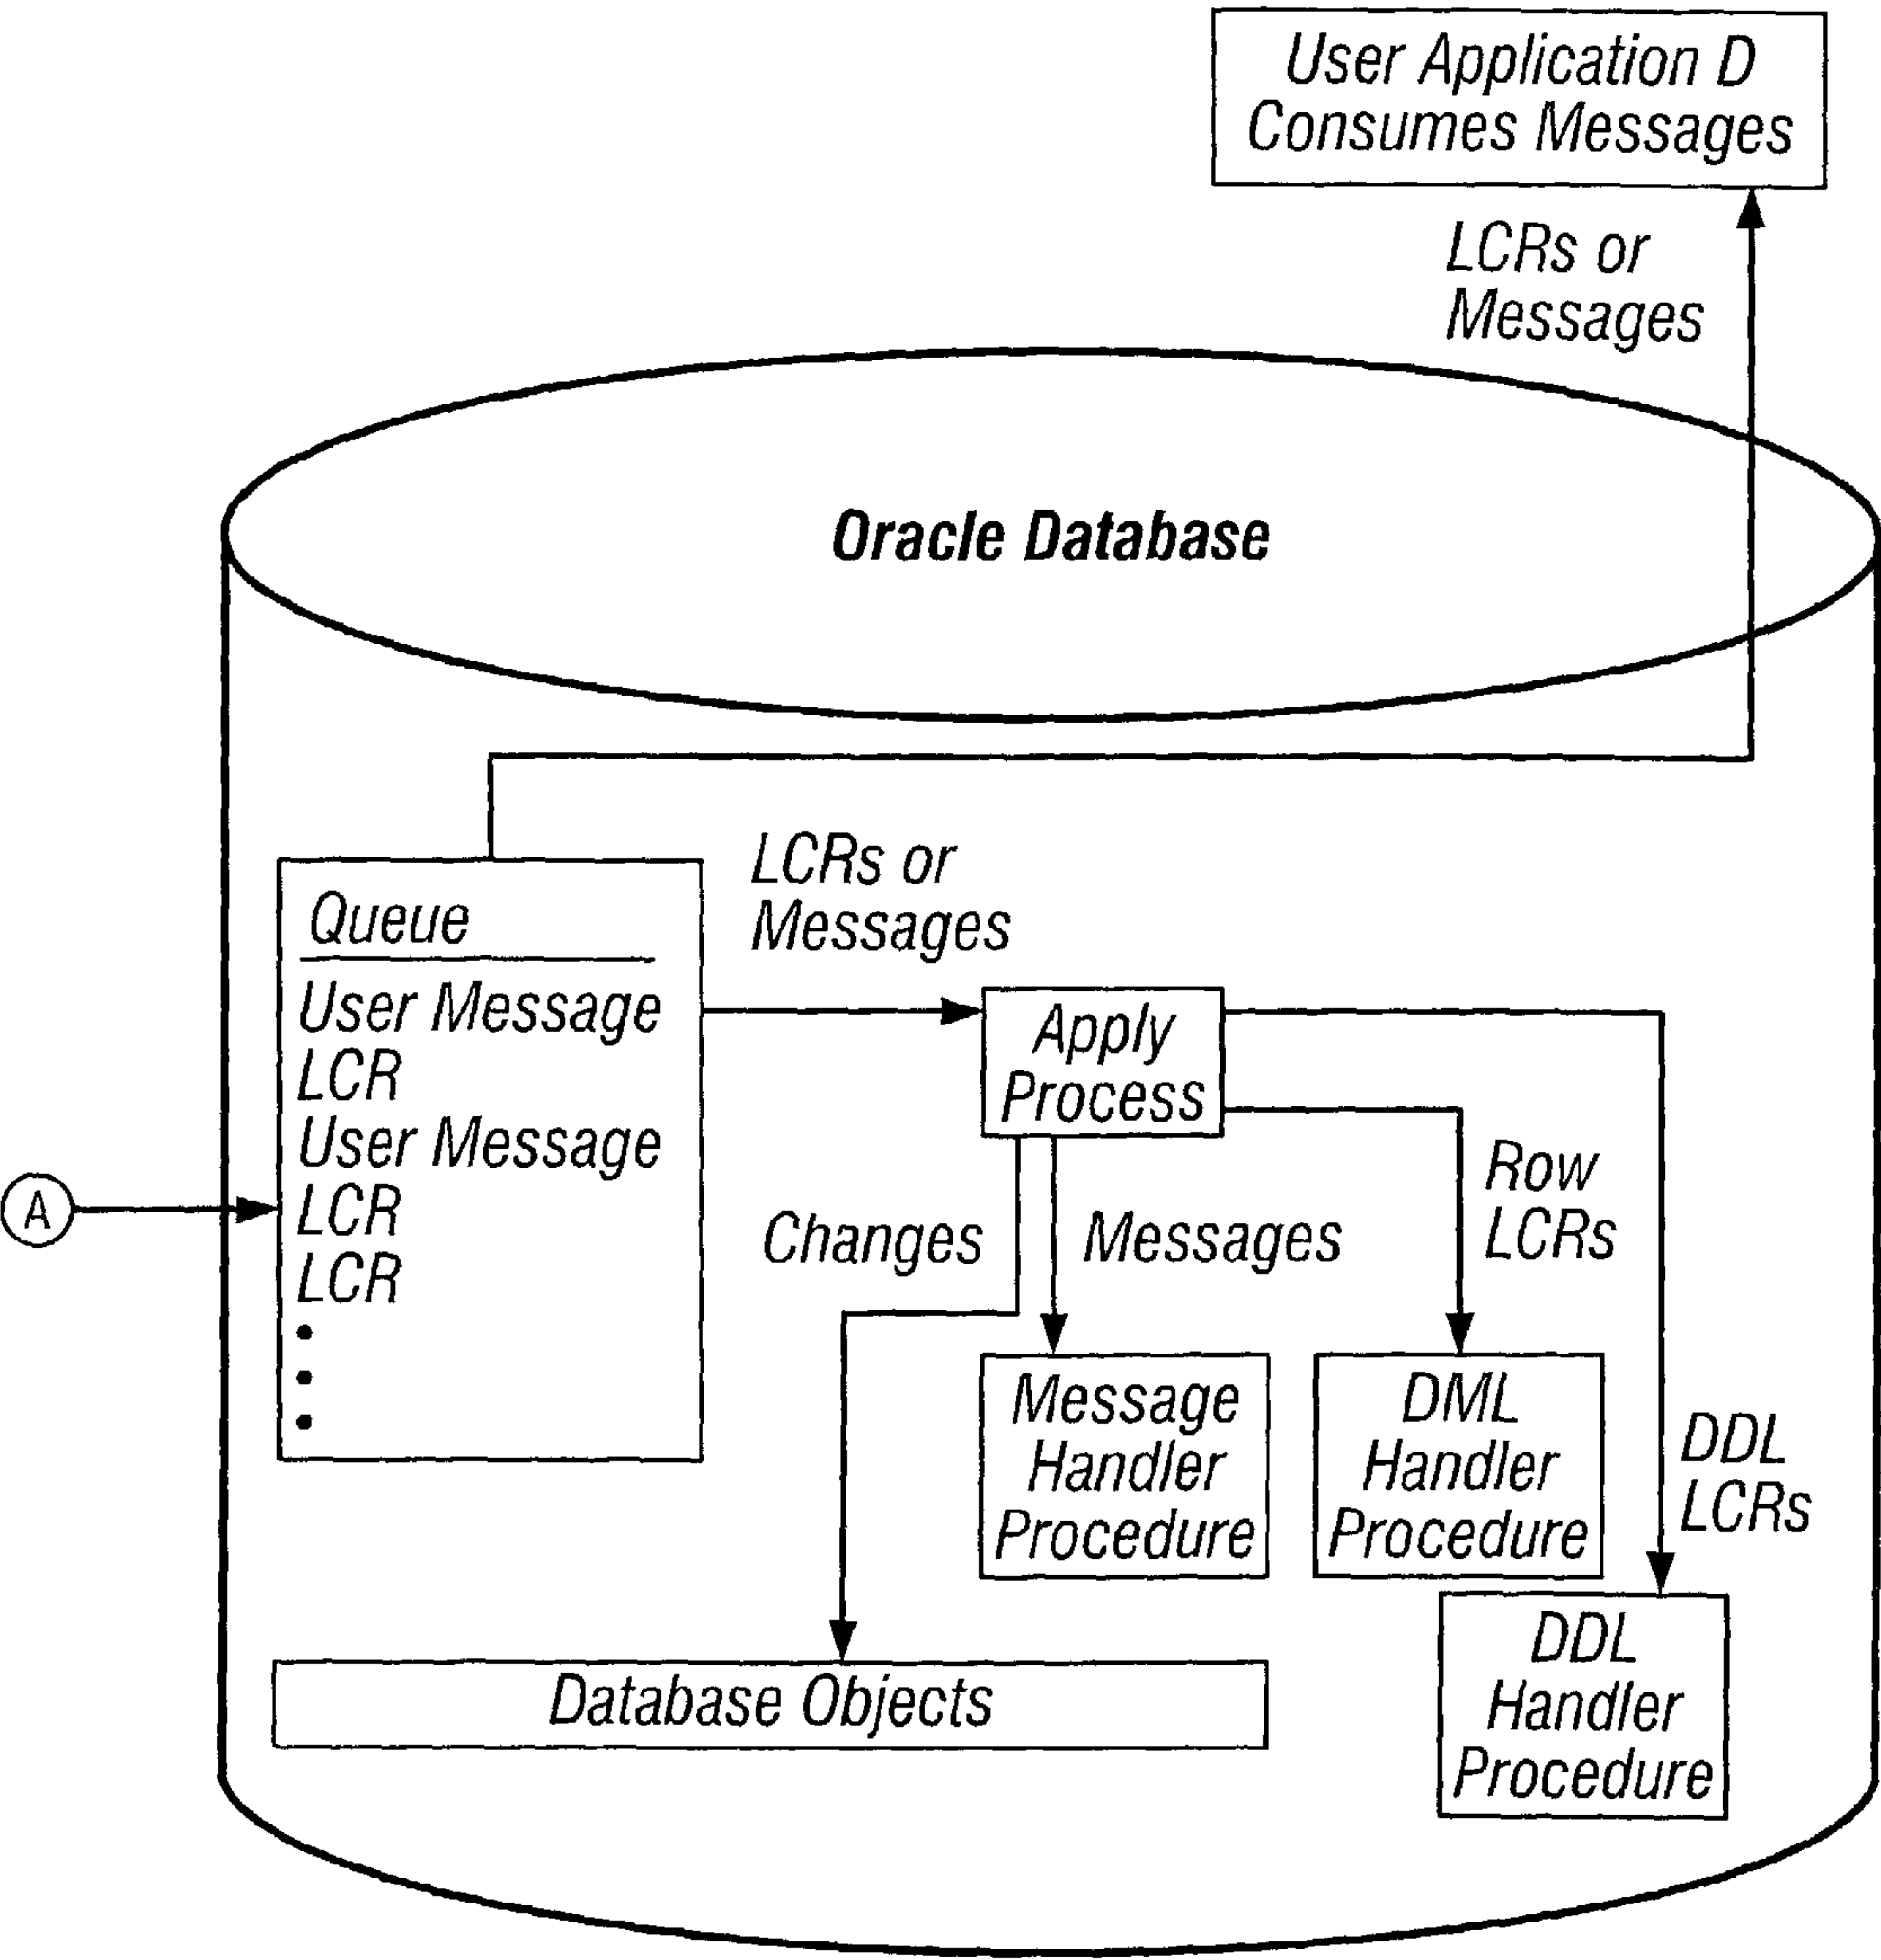 User Application D
Consumes Messages
LCRs or
Messages
Oracle Database
LCRs or
Messages
Queue
User Message
LCR
User Message
LCR
LCR
A
Apply
Process
Changes
Messages
Row
LCRs
DDL
LCRs
Message
Handler
Procedure
DML
Handler
Procedure
DDL
Handler
Procedure
Database Objects